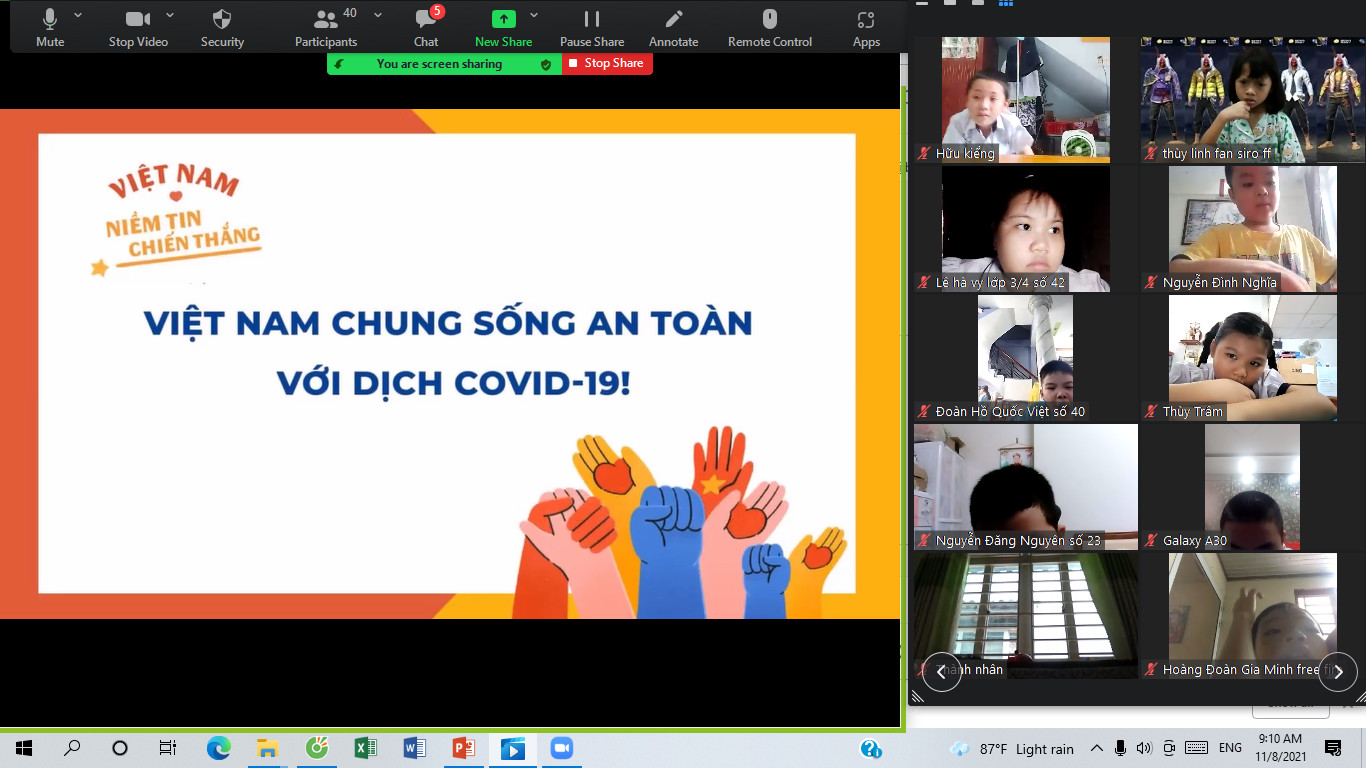 40
5
Mute
Stop Video
Security
Participants
Chat
New Share
Pause Share
Annotate
Remote Control
Apps
You are screen sharing
Stop Share
VIỆT NAM
NIỀM TIN
CHIẾN THẮNG
VIỆT NAM CHUNG SỐNG AN TOÀN
VỚI DỊCH COVID-19!
Hữu kiểng
thùy linh fan siro ff
Lê hà vy lớp 3/4 số 42
Nguyễn Đình Nghĩa
Đoàn Hồ Quốc Việt số 40
Thùy Trâm
Nguyễn Đăng Nguyên số 23
Galaxy A30
Thành nhân
Hoàng Đoàn Gia Minh free fir
87°F Light rain
ENG
9:10 AM
11/8/2021